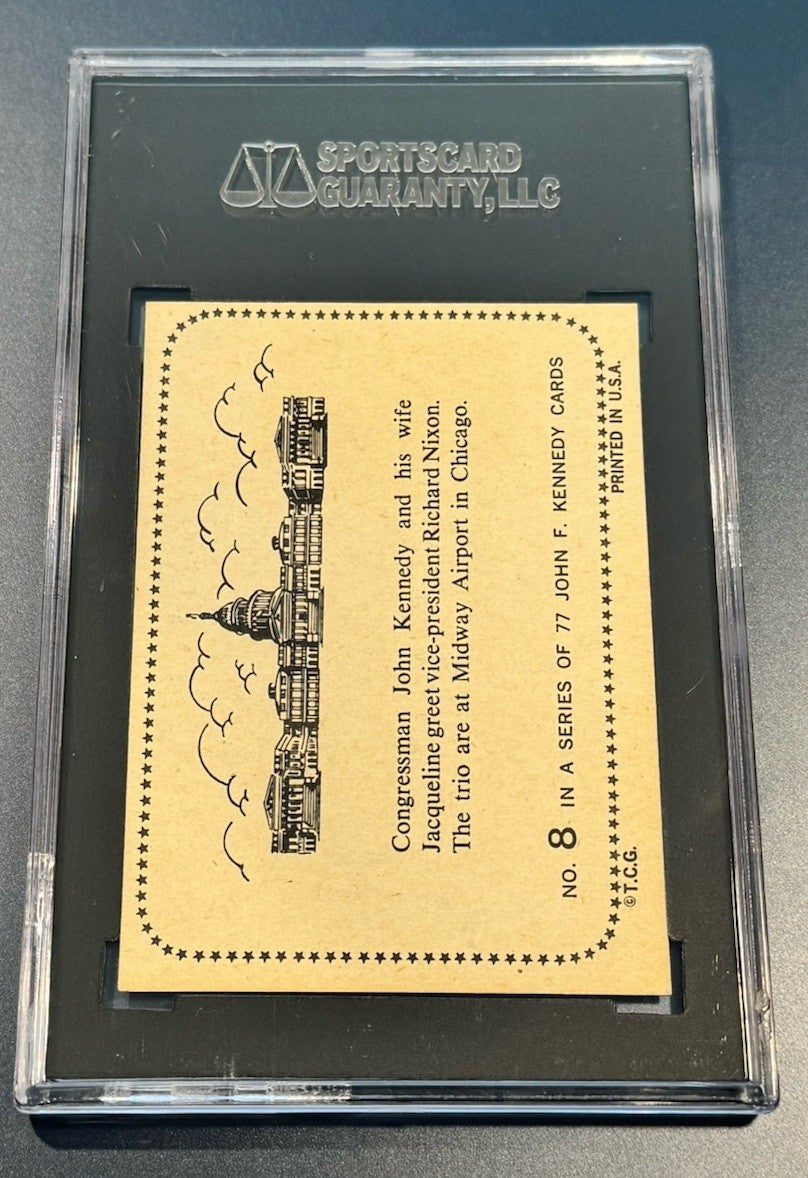 SPORTSCARD
GUARANTY, LLC
Congressman John Kennedy and his wife
Jacqueline greet vice-president Richard Nixon.
The trio are at Midway Airport in Chicago.
NO. 8 IN A SERIES OF 77 JOHN F. KENNEDY CARDS
©T.C.G. PRINTED IN U.S.A.